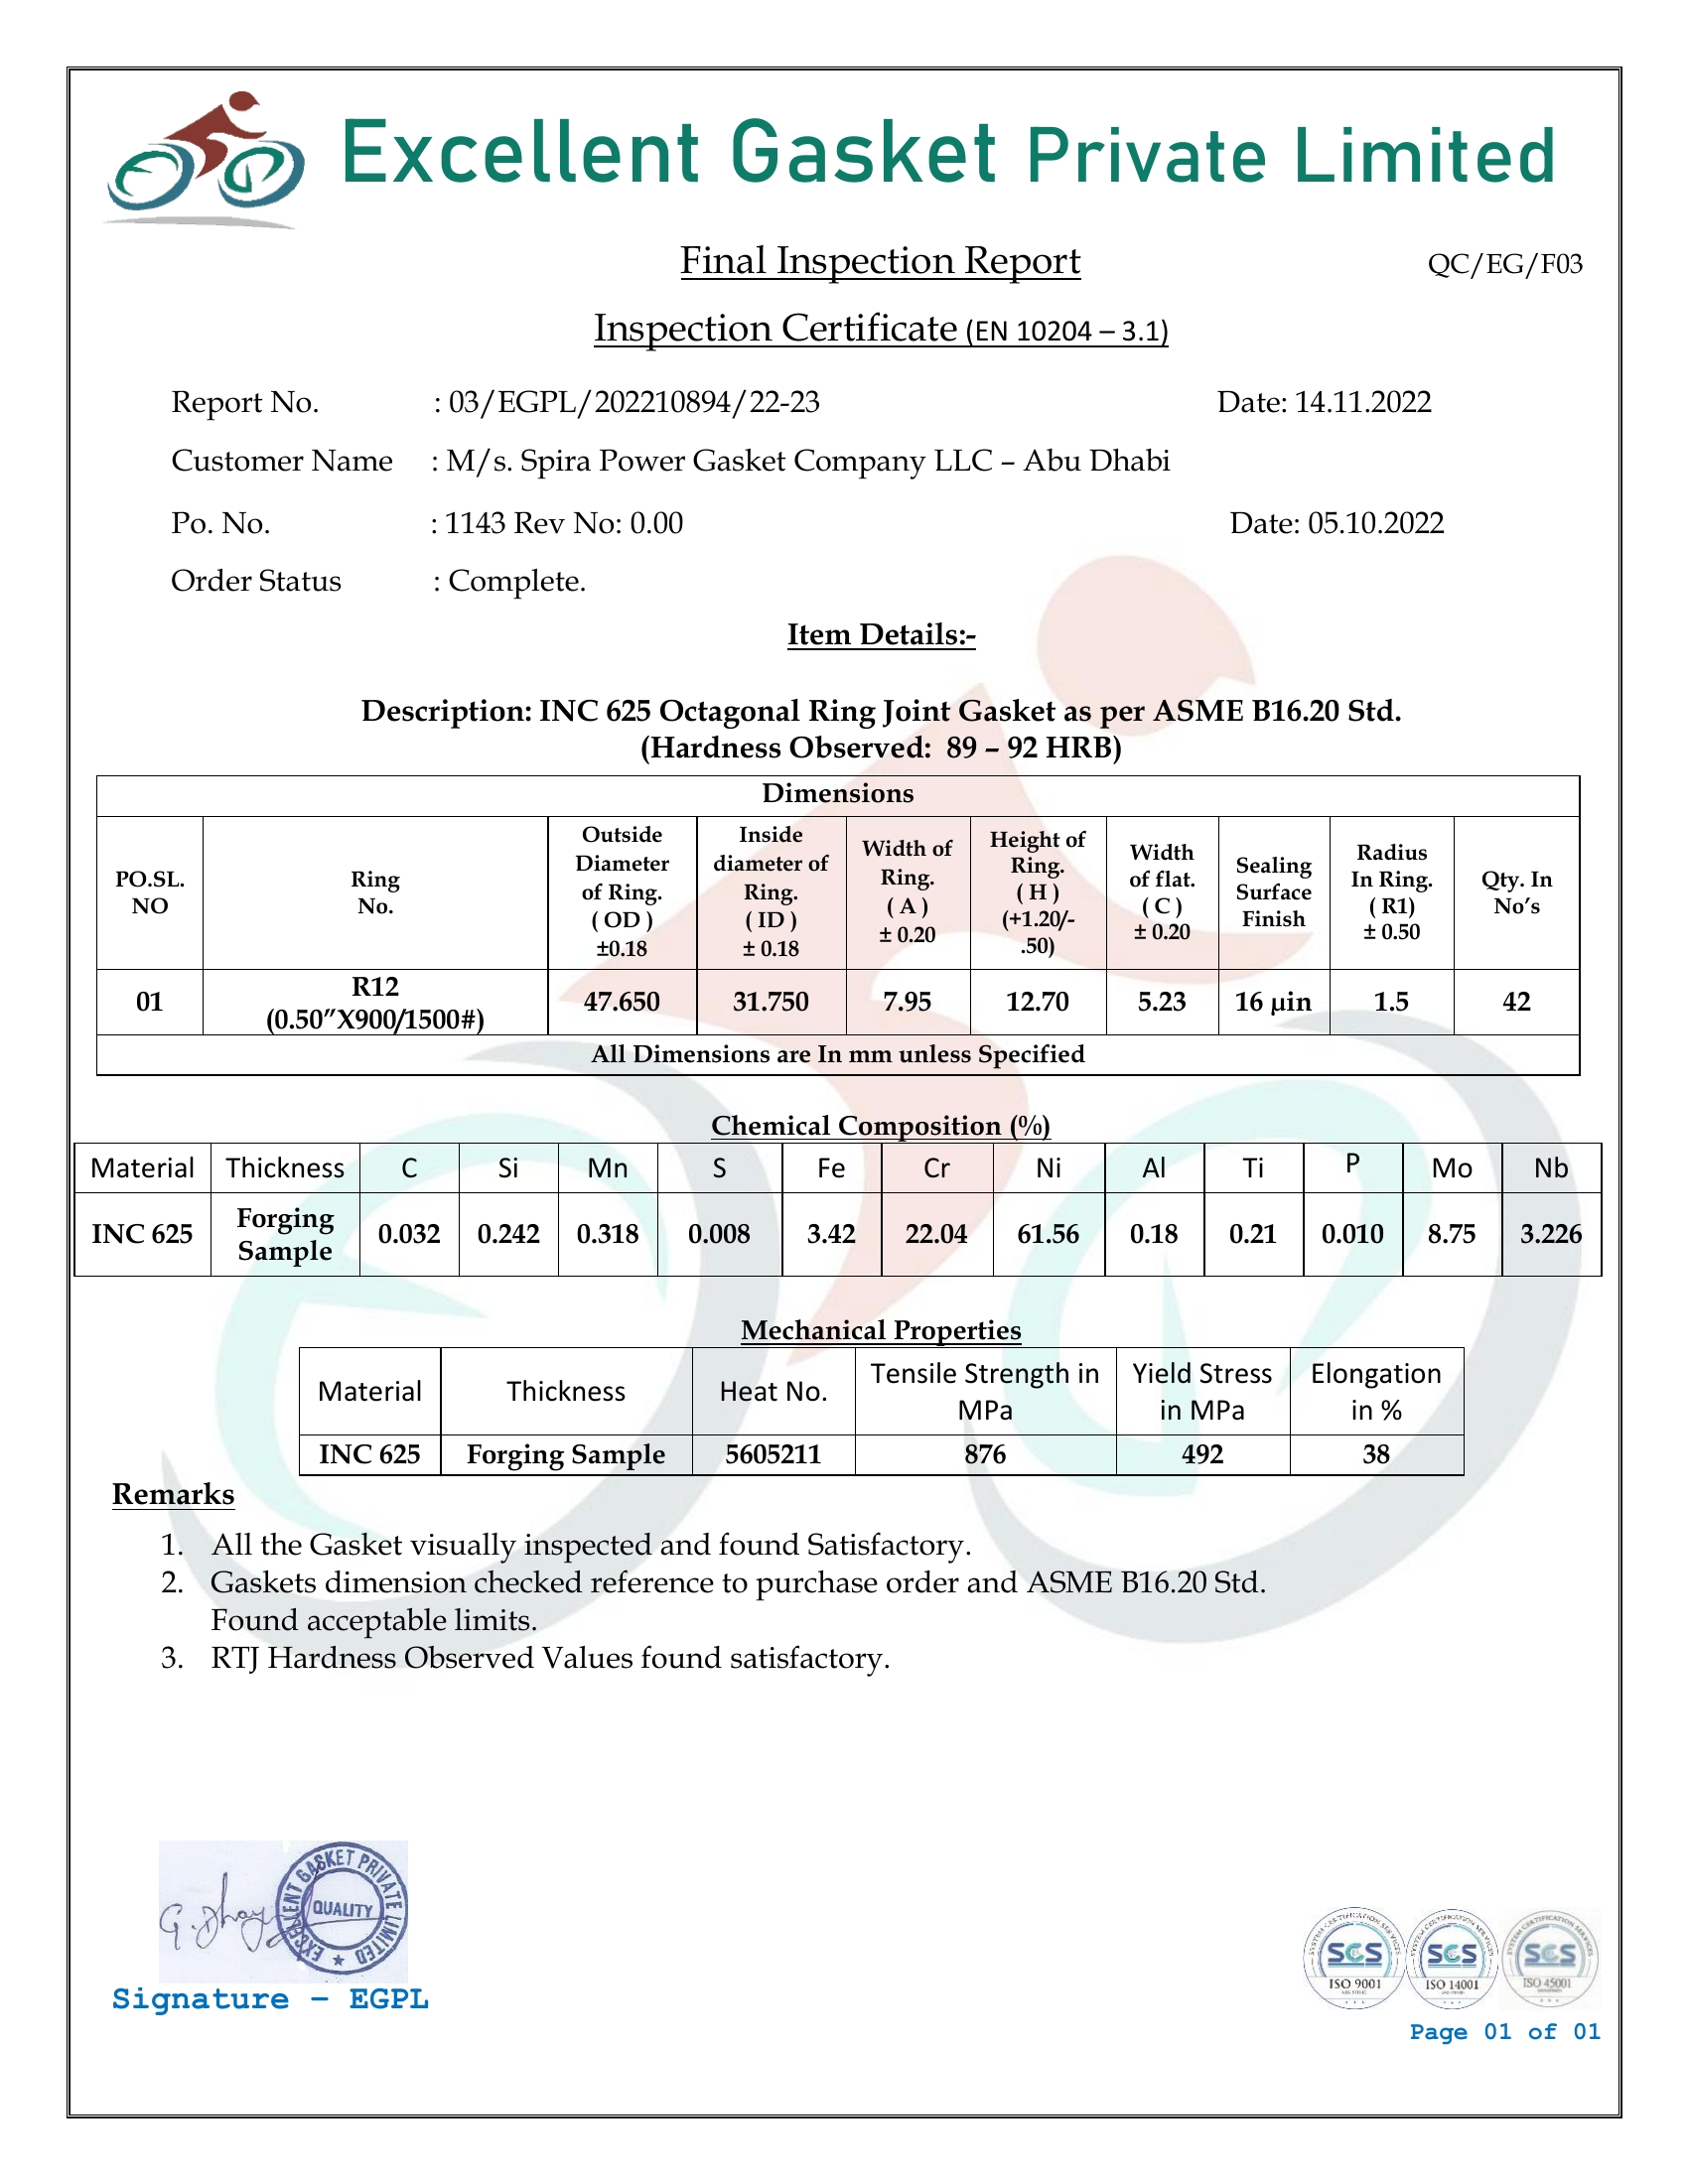 Excellent Gasket Private Limited
Final Inspection Report
QC/EG/F03
Inspection Certificate (EN 10204 – 3.1)
Report No. : 03/EGPL/202210894/22-23 Date: 14.11.2022
Customer Name : M/s. Spira Power Gasket Company LLC – Abu Dhabi
Po. No. : 1143 Rev No: 0.00 Date: 05.10.2022
Order Status : Complete.
Item Details:-
Description: INC 625 Octagonal Ring Joint Gasket as per ASME B16.20 Std.
(Hardness Observed: 89 – 92 HRB)
Dimensions
PO.SL. NO
Ring No.
Outside Diameter of Ring. ( OD ) ±0.18
Inside diameter of Ring. ( ID ) ± 0.18
Width of Ring. ( A ) ± 0.20
Height of Ring. ( H ) (+1.20/- .50)
Width of flat. ( C ) ± 0.20
Sealing Surface Finish
Radius In Ring. ( R1) ± 0.50
Qty. In No’s
01 R12 (0.50”X900/1500#) 47.650 31.750 7.95 12.70 5.23 16 µin 1.5 42
All Dimensions are In mm unless Specified
Chemical Composition (%)
Material Thickness C Si Mn S Fe Cr Ni Al Ti P Mo Nb
INC 625 Forging Sample 0.032 0.242 0.318 0.008 3.42 22.04 61.56 0.18 0.21 0.010 8.75 3.226
Mechanical Properties
Material Thickness Heat No. Tensile Strength in MPa Yield Stress in MPa Elongation in %
INC 625 Forging Sample 5605211 876 492 38
Remarks
1. All the Gasket visually inspected and found Satisfactory.
2. Gaskets dimension checked reference to purchase order and ASME B16.20 Std.
Found acceptable limits.
3. RTJ Hardness Observed Values found satisfactory.
EXCELLENT GASKET PRIVATE LIMITED
QUALITY
Signature – EGPL
SYSTEM CERTIFICATION SERVICES
SCS
ISO 9001
SYSTEM CERTIFICATION SERVICES
SCS
ISO 14001
SYSTEM CERTIFICATION SERVICES
SCS
ISO 45001
Page 01 of 01